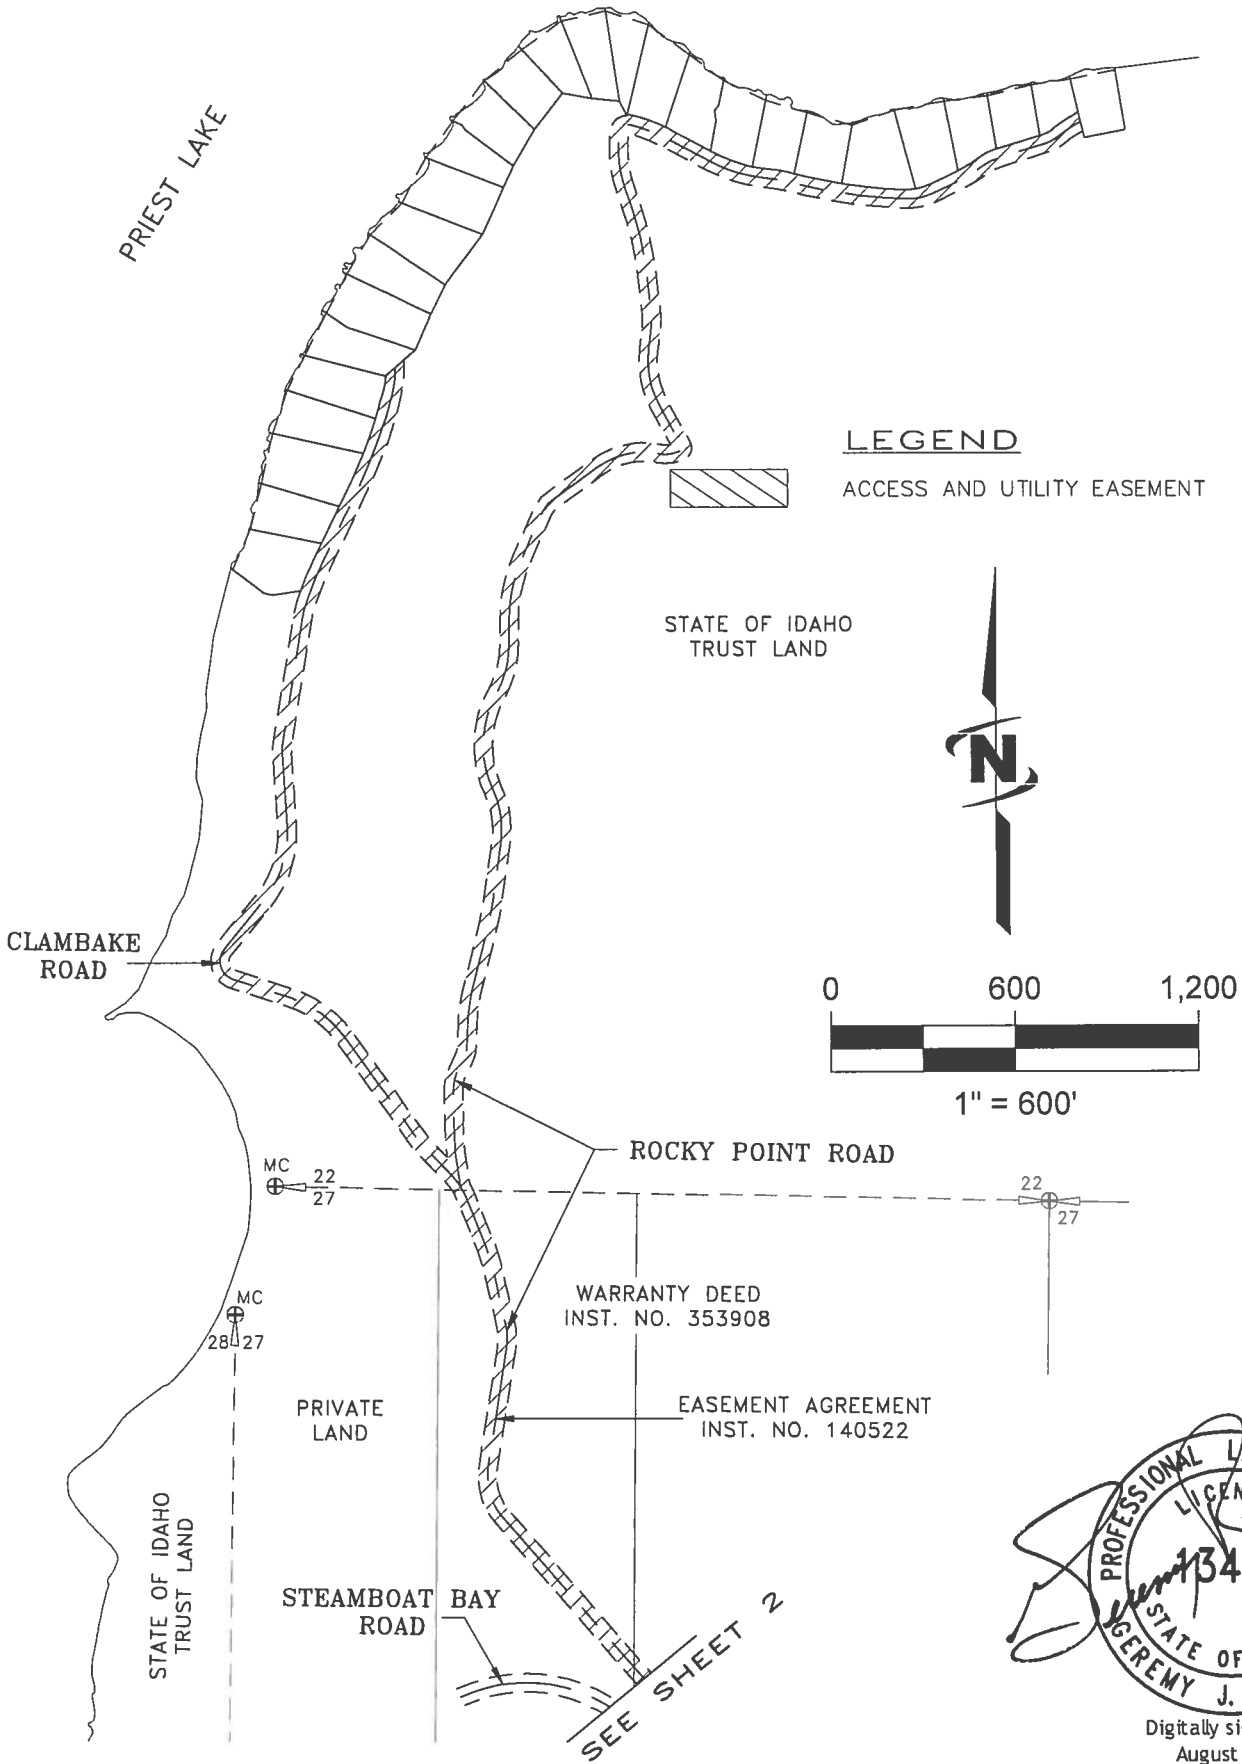 PRIEST LAKE
LEGEND
ACCESS AND UTILITY EASEMENT
STATE OF IDAHO
TRUST LAND
N
CLAMBAKE
ROAD
0 600 1,200
1" = 600'
ROCKY POINT ROAD
MC
22
27
22
27
WARRANTY DEED
INST. NO. 353908
MC
28 27
PRIVATE
LAND
EASEMENT AGREEMENT
INST. NO. 140522
STATE OF IDAHO
TRUST LAND
STEAMBOAT BAY
ROAD
SEE SHEET 2
PROFESSIONAL L
LICEN
134
STATE OF
GEREMY J.
Digitally si
August